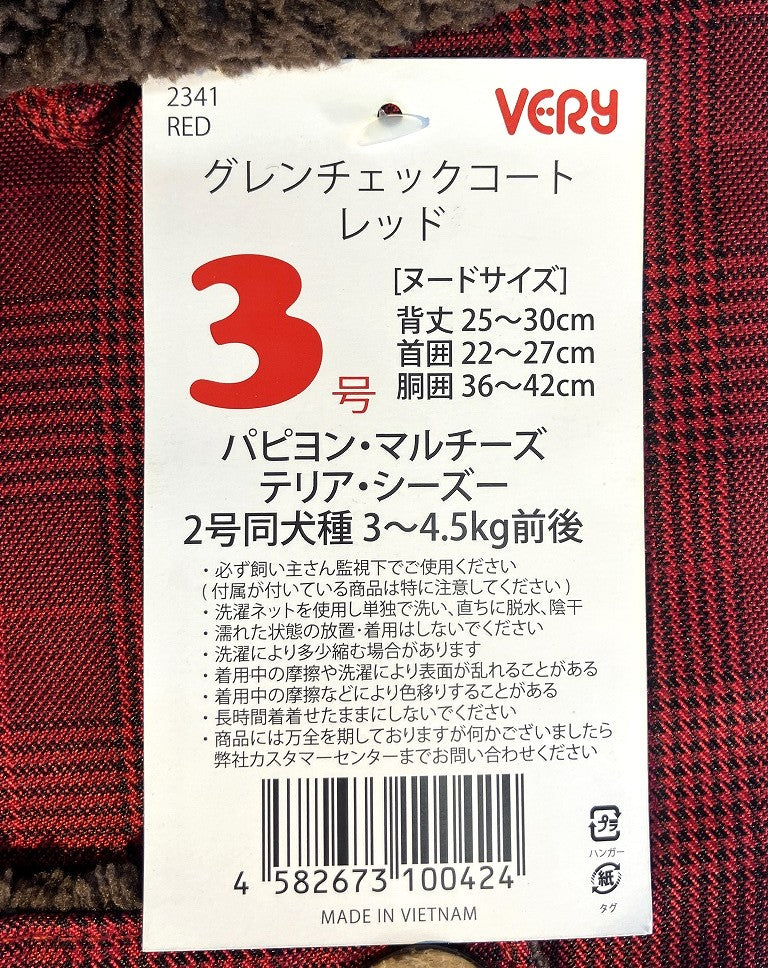 2341
RED
VERY
グレンチェックコート
レッド
3号
[ヌードサイズ]
背丈 25～30cm
首囲 22～27cm
胴囲 36～42cm
パピヨン・マルチーズ
テリア・シーズー
2号同犬種 3～4.5kg前後
・必ず飼い主さん監視下でご使用ください
(付属が付いている商品は特に注意してください)
・洗濯ネットを使用し単独で洗い、直ちに脱水、陰干
・濡れた状態の放置・着用はしないでください
・洗濯により多少縮む場合があります
・着用中の摩擦や洗濯により表面が乱れることがある
・着用中の摩擦などにより色移りすることがある
・長時間着着せたままにしないでください
・商品には万全を期しておりますが何かございましたら
弊社カスタマーセンターまでお問い合わせください
4 582673 100424
MADE IN VIETNAM
プラ
ハンガー
紙
タグ